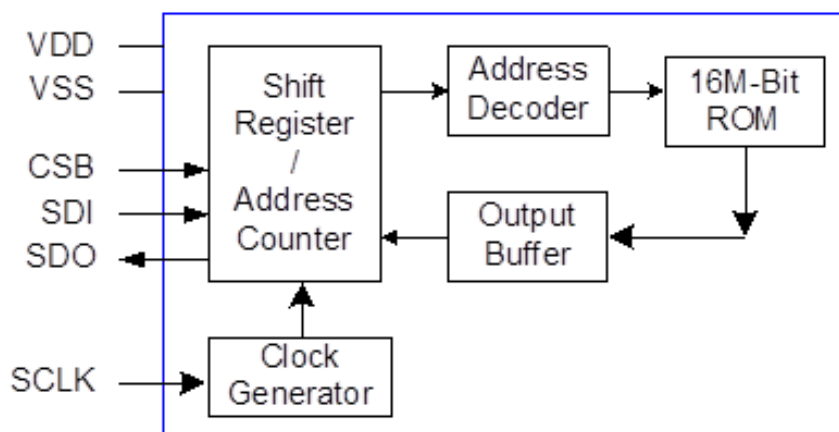 VDD
VSS
CSB
SDI
SDO
SCLK
Shift
Register
/
Address
Counter
Address
Decoder
16M-Bit
ROM
Output
Buffer
Clock
Generator